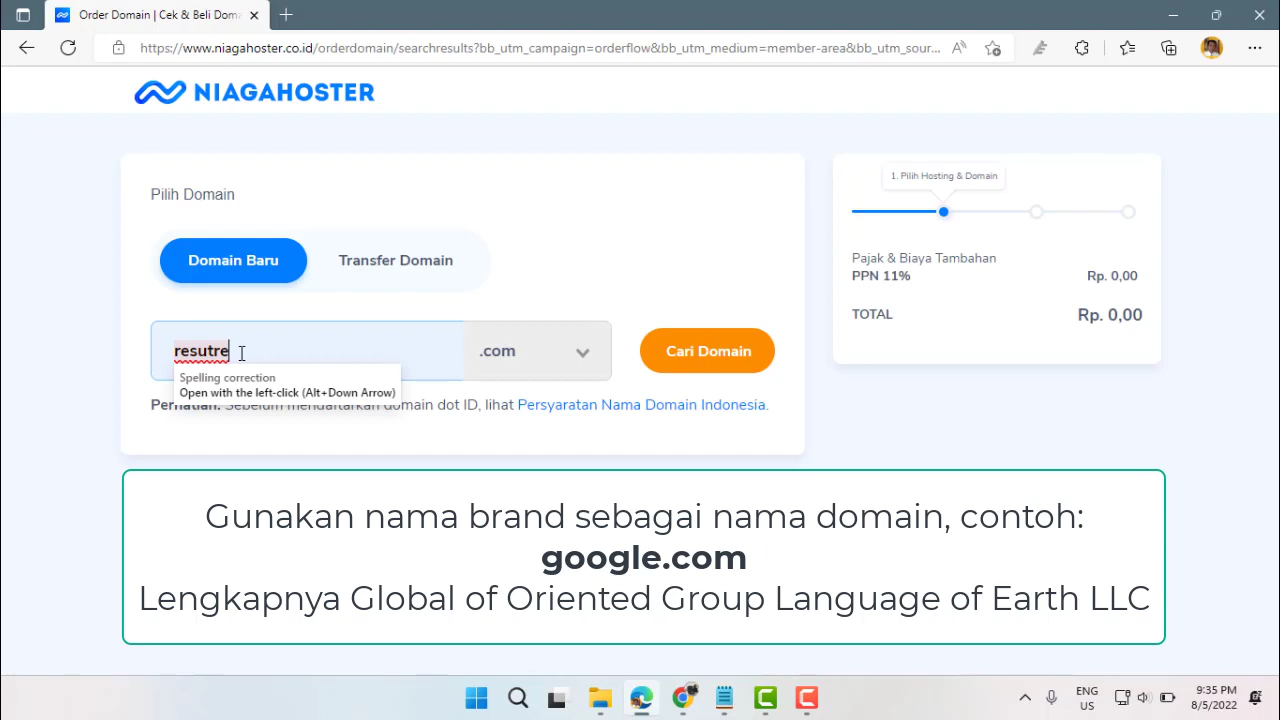 Order Domain | Cek & Beli Doma
https://www.niagahoster.co.id/orderdomain/searchresults?bb_utm_campaign=orderflow&bb_utm_medium=member-area&bb_utm_sour...
NIAGAHOSTER
Pilih Domain
Domain Baru
Transfer Domain
resutre
.com
Cari Domain
Spelling correction
Open with the left-click (Alt+Down Arrow)
Perhatian: Sebelum mendaftarkan domain dot ID, lihat Persyaratan Nama Domain Indonesia.
1. Pilih Hosting & Domain
Pajak & Biaya Tambahan
PPN 11% Rp. 0,00
TOTAL Rp. 0,00
Gunakan nama brand sebagai nama domain, contoh:
google.com
Lengkapnya Global of Oriented Group Language of Earth LLC
ENG
US
9:35 PM
8/5/2022